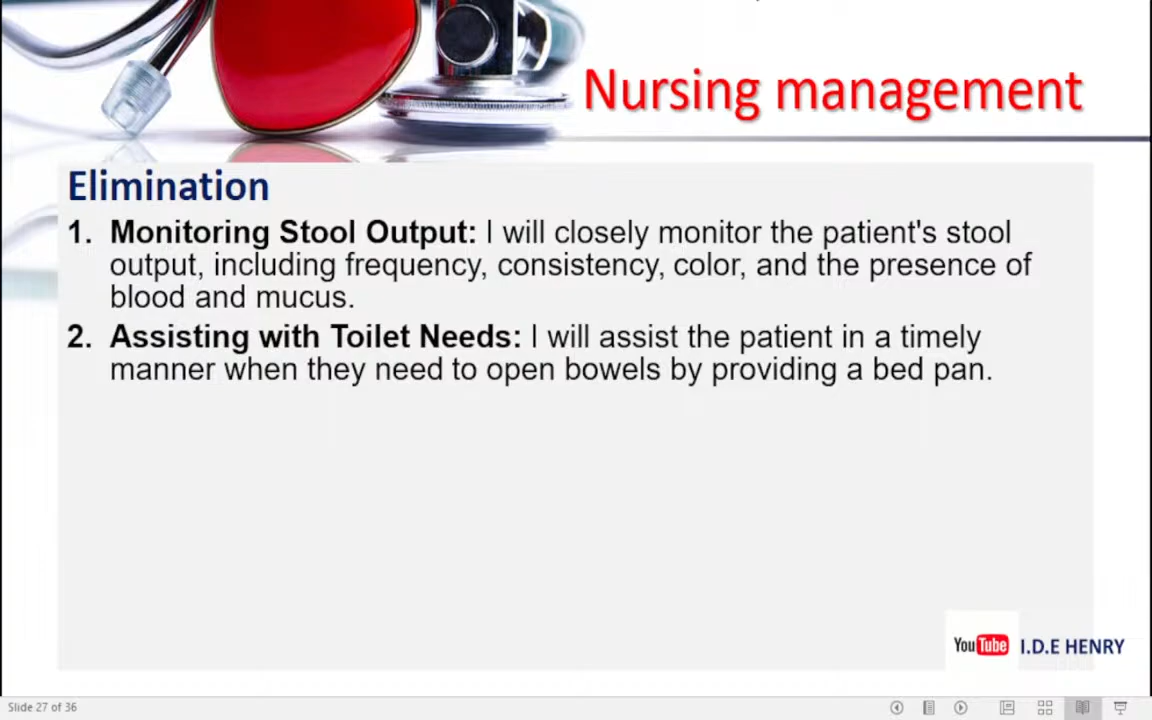 Nursing management
Elimination
1. Monitoring Stool Output: I will closely monitor the patient's stool
output, including frequency, consistency, color, and the presence of
blood and mucus.
2. Assisting with Toilet Needs: I will assist the patient in a timely
manner when they need to open bowels by providing a bed pan.
YouTube I.D.E HENRY
Slide 27 of 36